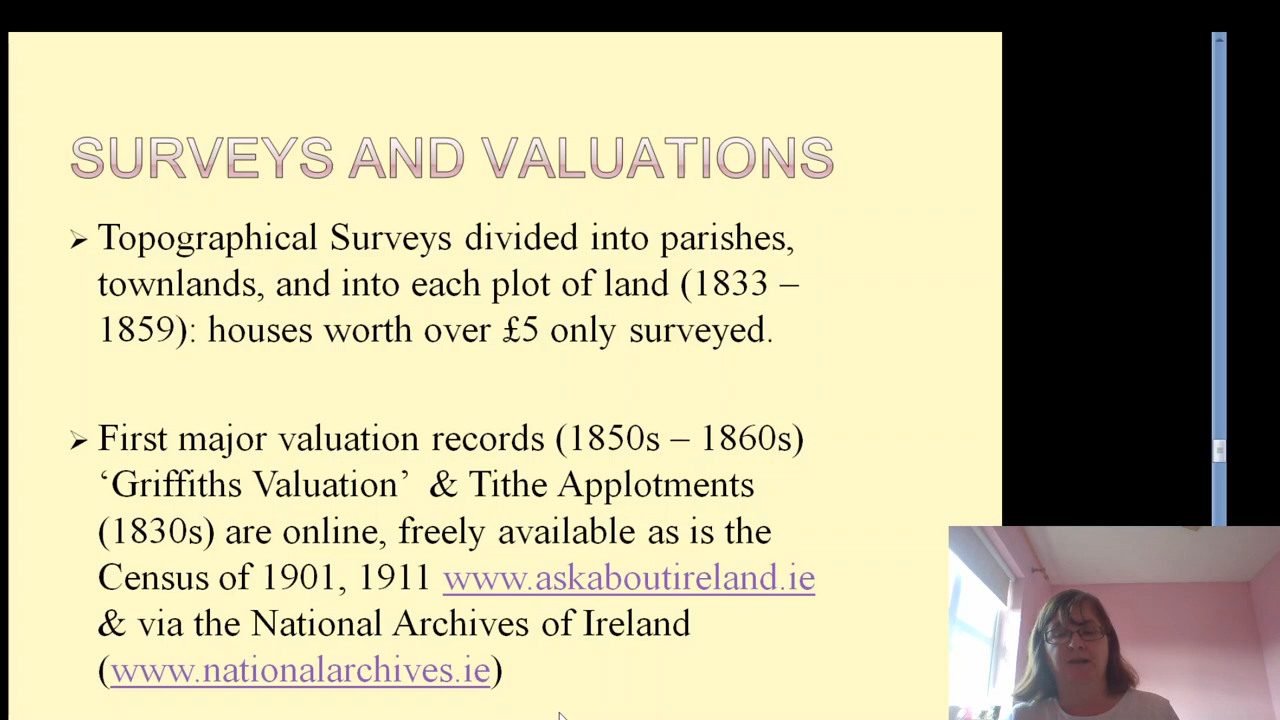 SURVEYS AND VALUATIONS
Topographical Surveys divided into parishes,
townlands, and into each plot of land (1833 –
1859): houses worth over £5 only surveyed.
First major valuation records (1850s – 1860s)
‘Griffiths Valuation’ & Tithe Applotments
(1830s) are online, freely available as is the
Census of 1901, 1911 www.askaboutireland.ie
& via the National Archives of Ireland
(www.nationalarchives.ie)